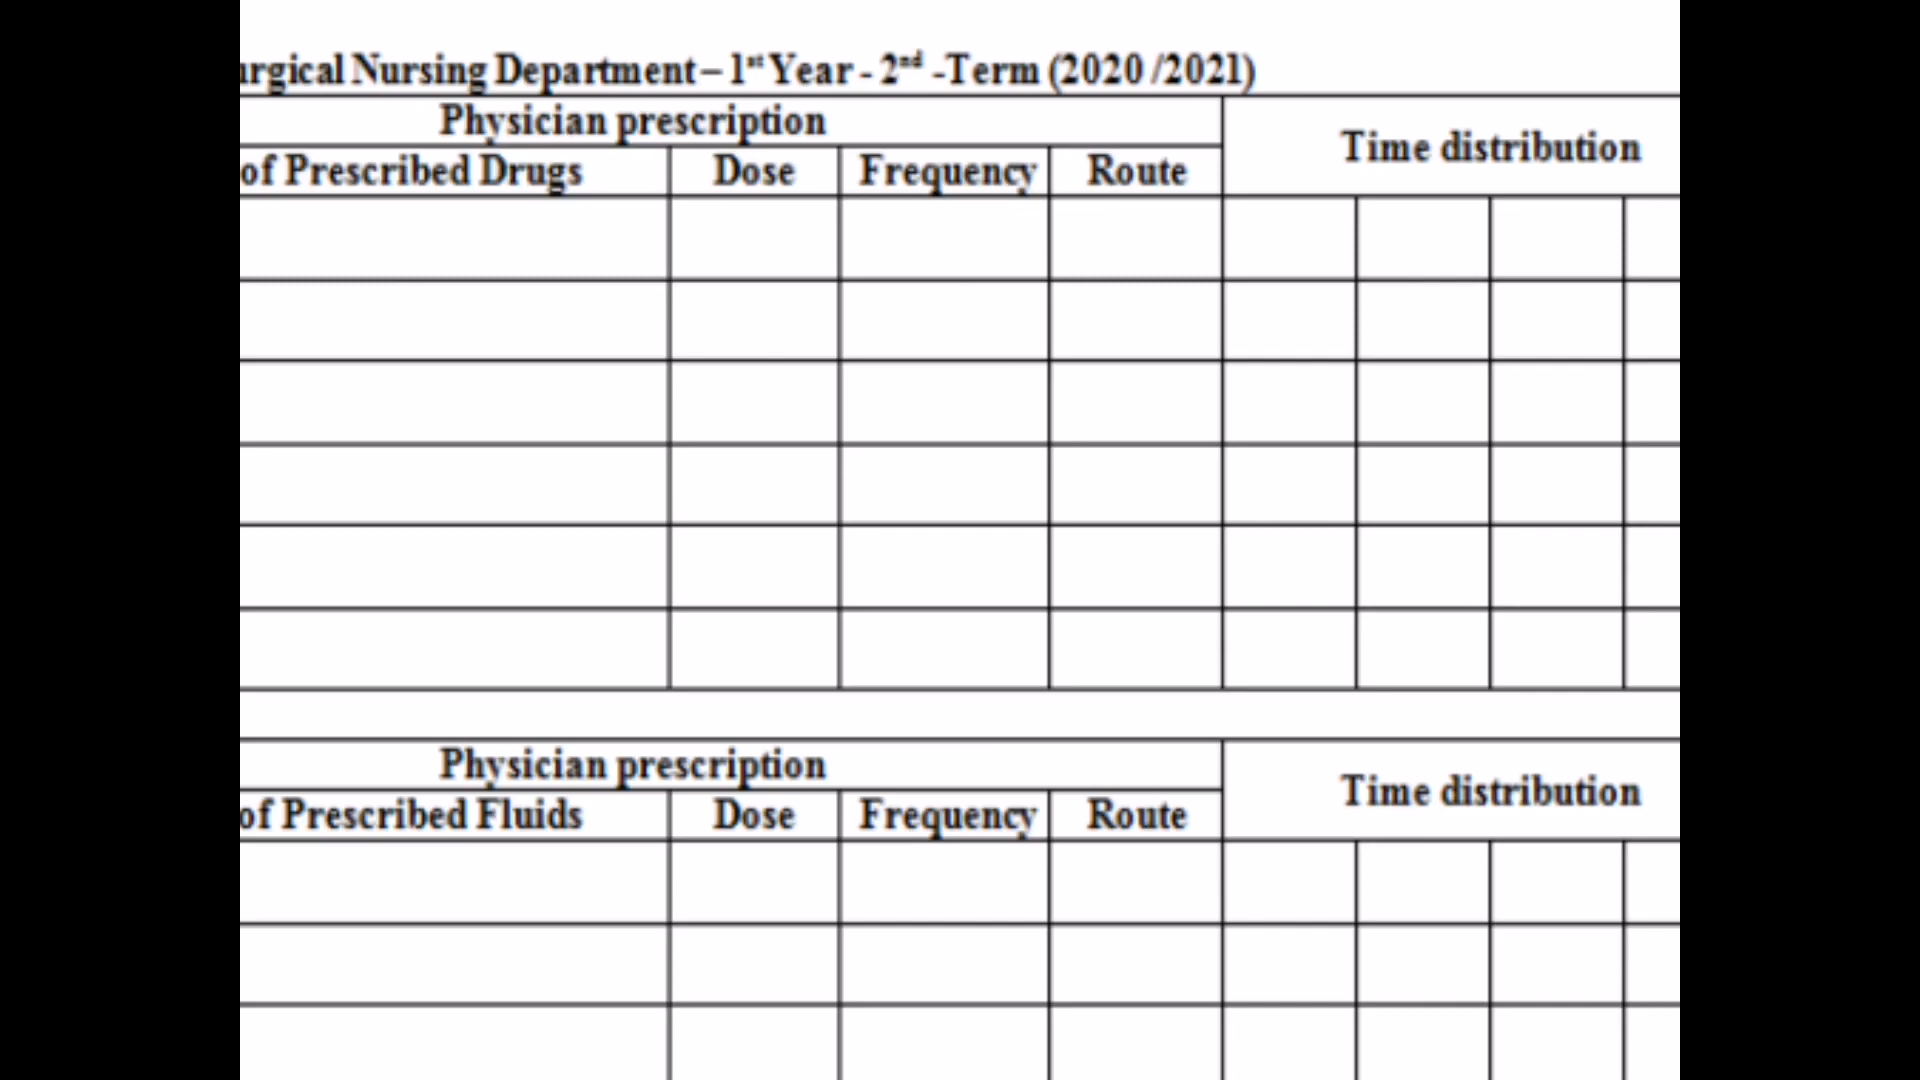 Nursing Department – 1st Year - 2nd -Term (2020 /2021)
Physician prescription
Time distribution
of Prescribed Drugs Dose Frequency Route
Physician prescription
Time distribution
of Prescribed Fluids Dose Frequency Route